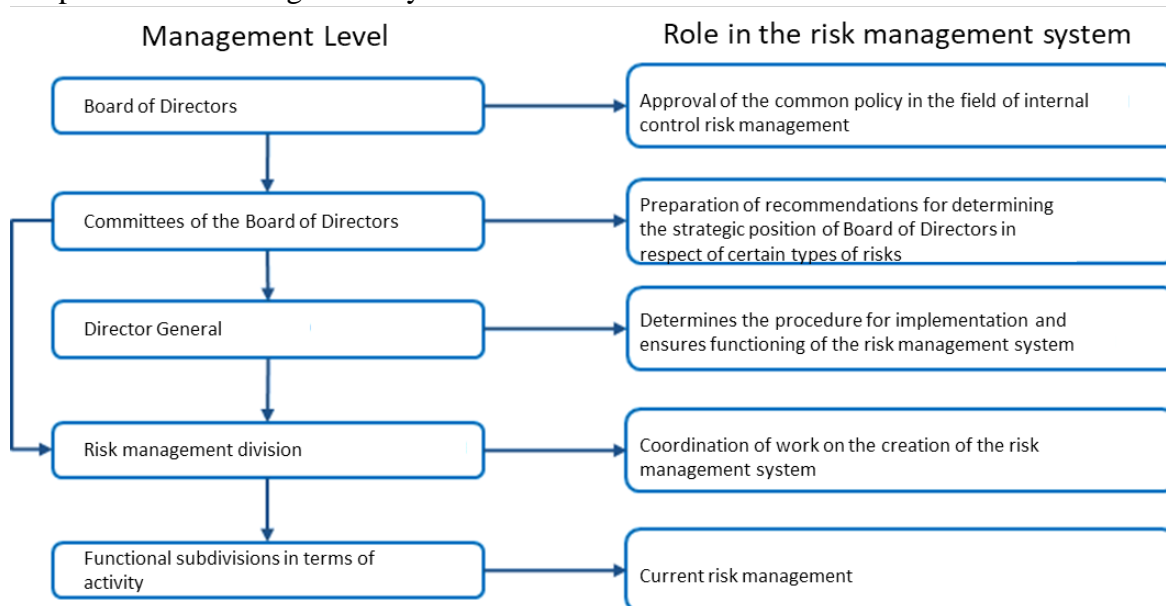 Management Level
Role in the risk management system
Board of Directors
Approval of the common policy in the field of internal
control risk management
Committees of the Board of Directors
Preparation of recommendations for determining
the strategic position of Board of Directors in
respect of certain types of risks
Director General
Determines the procedure for implementation and
ensures functioning of the risk management system
Risk management division
Coordination of work on the creation of the risk
management system
Functional subdivisions in terms of
activity
Current risk management